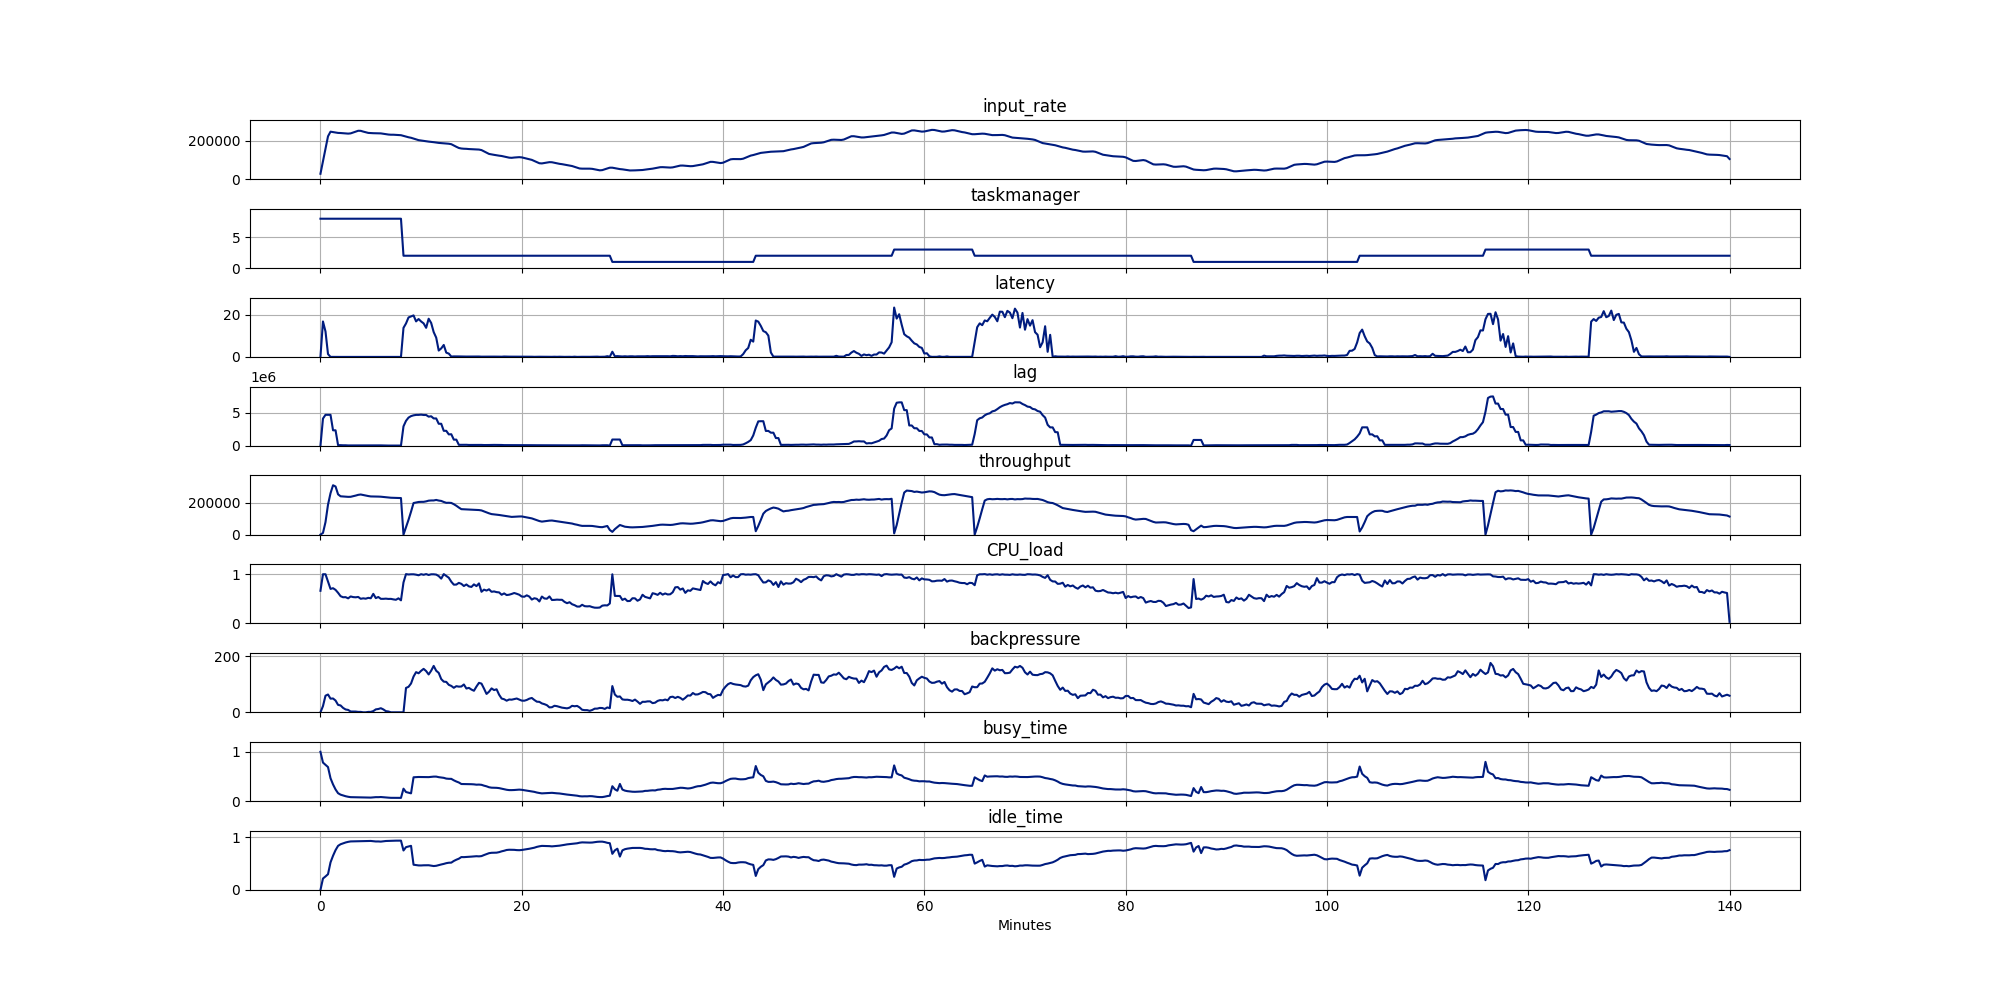 input_rate
200000
0
taskmanager
5
0
latency
20
0
1e6
lag
5
0
throughput
200000
0
CPU_load
1
0
backpressure
200
0
busy_time
1
0
idle_time
1
0
0 20 40 60 80 100 120 140
Minutes